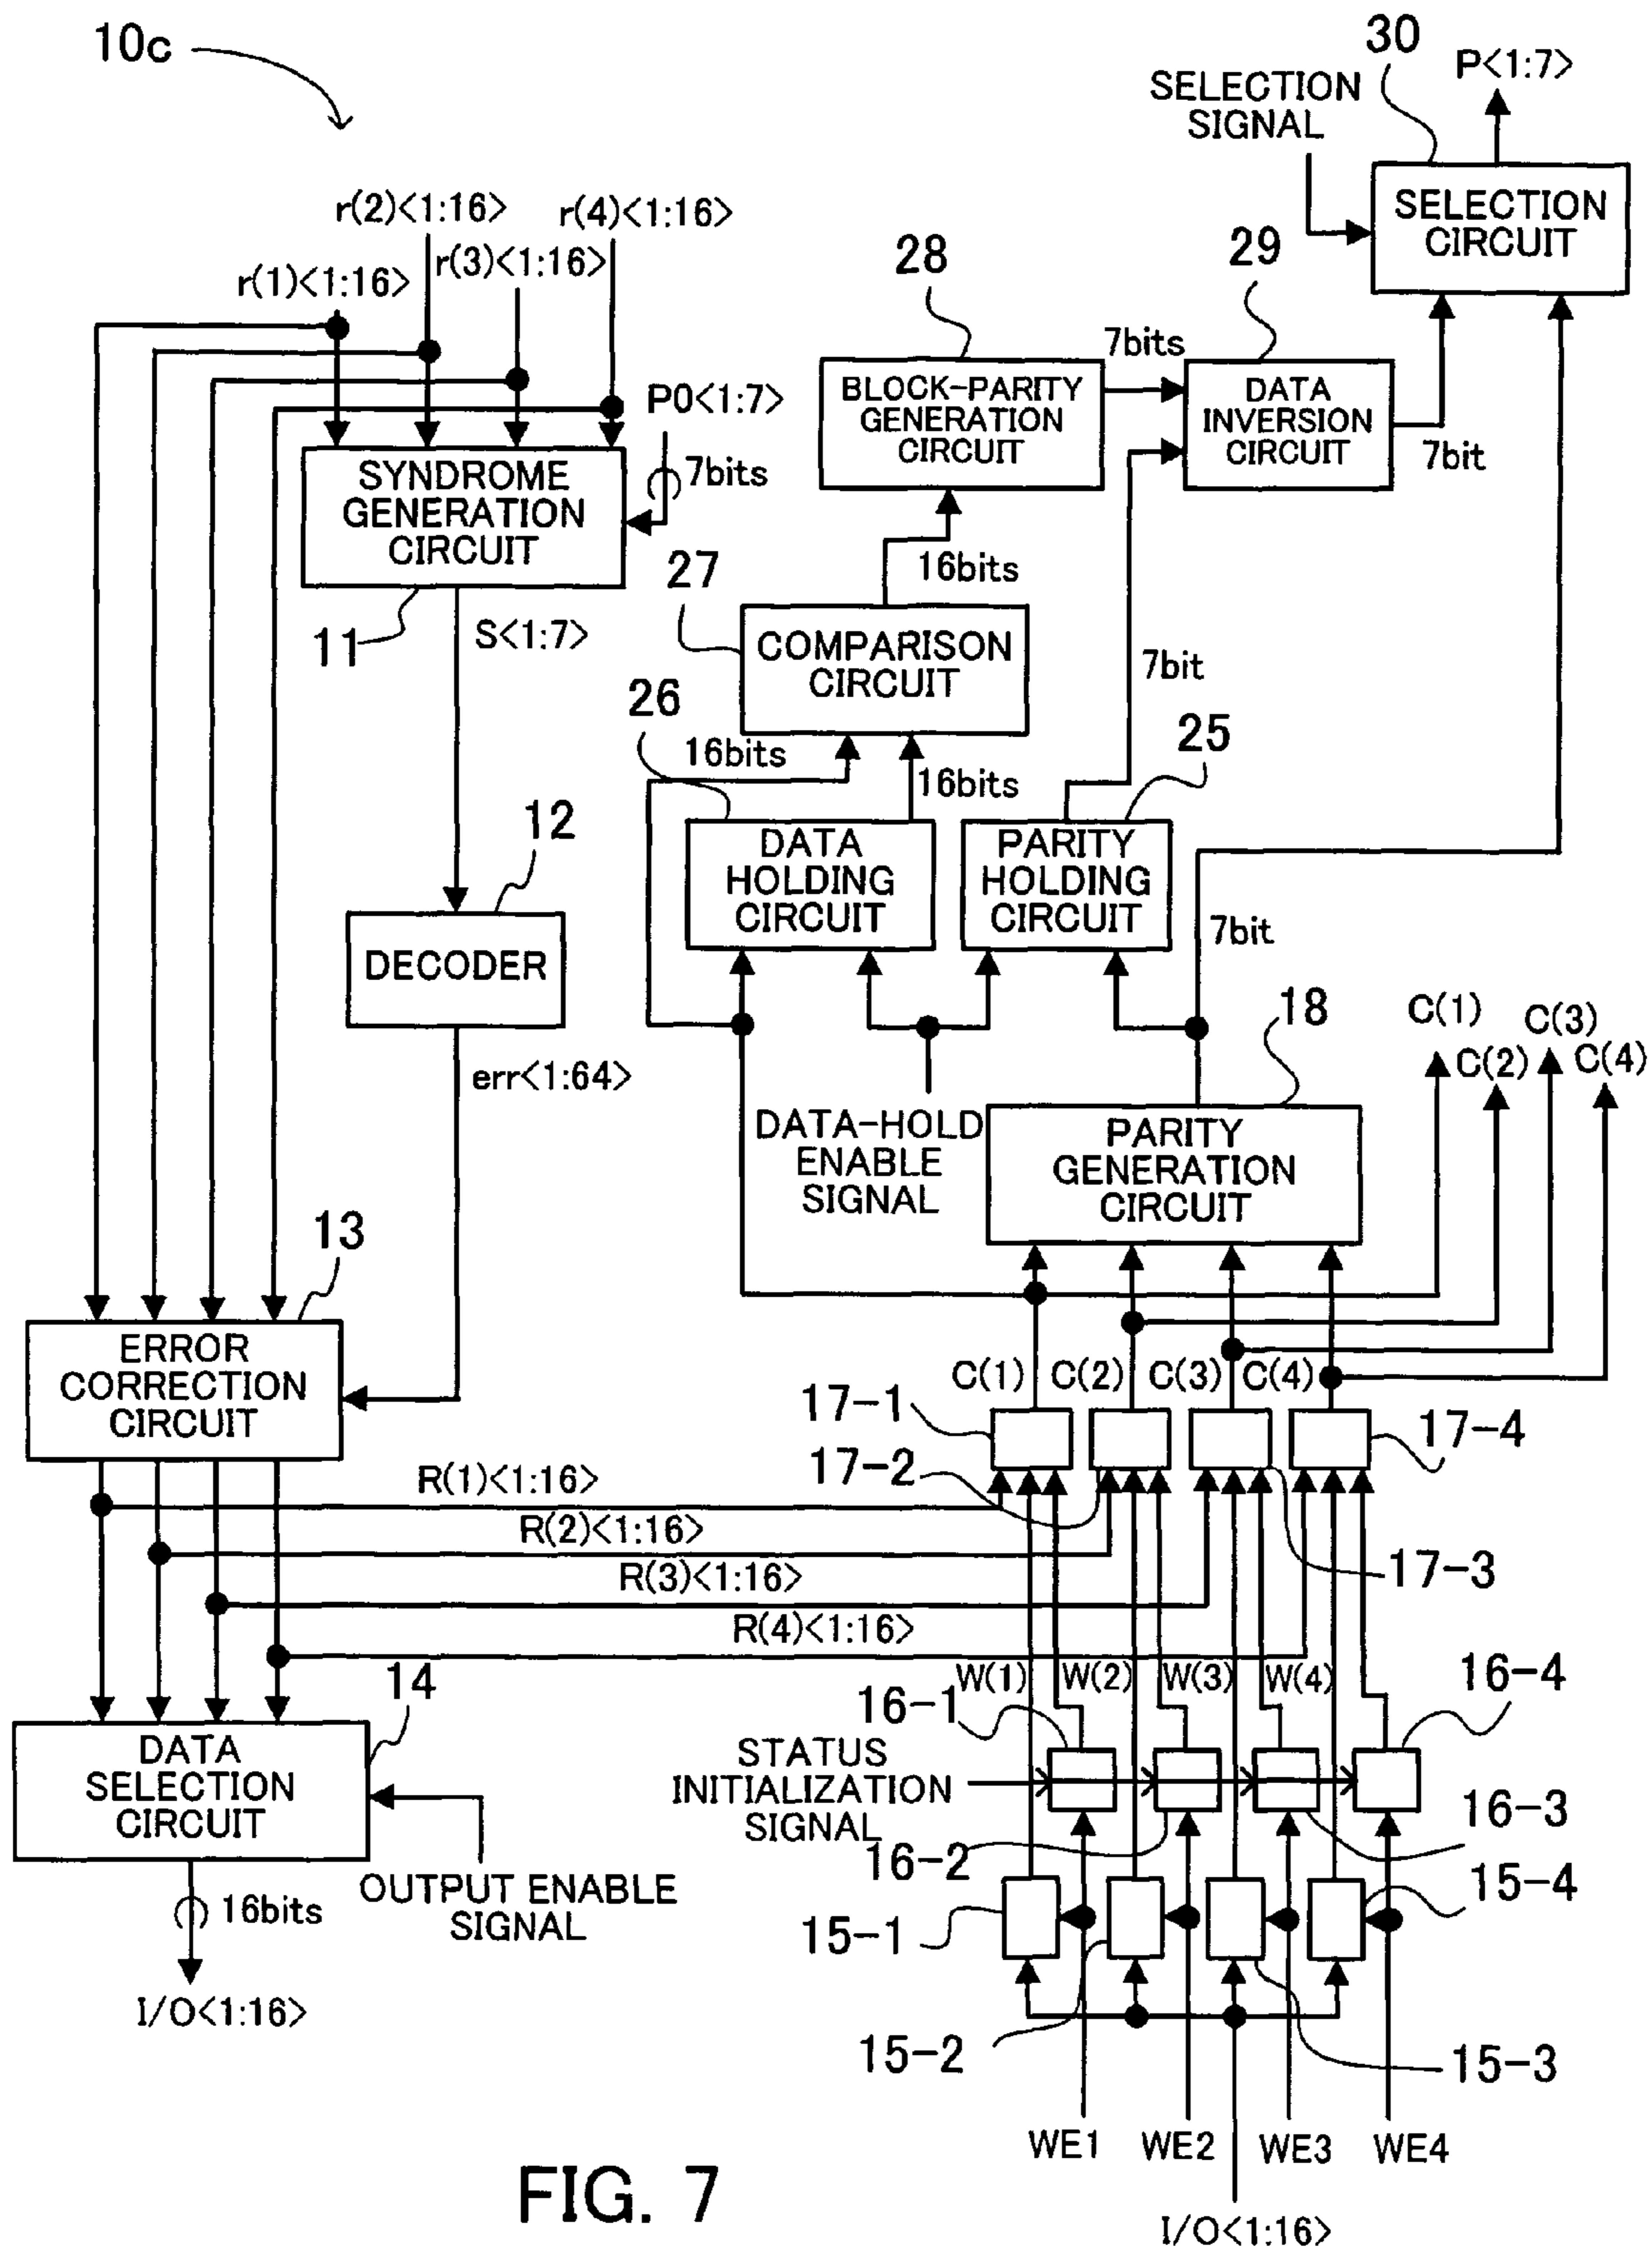 10c
30
P<1:7>
SELECTION
SIGNAL
SELECTION
CIRCUIT
r(2)<1:16>
r(4)<1:16>
r(3)<1:16>
r(1)<1:16>
28
29
7bits
BLOCK-PARITY
GENERATION
CIRCUIT
DATA
INVERSION
CIRCUIT
7bit
P0<1:7>
7bits
SYNDROME
GENERATION
CIRCUIT
11
S<1:7>
16bits
27
COMPARISON
CIRCUIT
7bit
26
16bits
16bits
25
12
DATA
HOLDING
CIRCUIT
PARITY
HOLDING
CIRCUIT
7bit
DECODER
err<1:64>
18
C(1)
C(3)
C(2)
C(4)
DATA-HOLD
ENABLE
SIGNAL
PARITY
GENERATION
CIRCUIT
13
ERROR
CORRECTION
CIRCUIT
C(1)
C(2)
C(3)
C(4)
17-1
17-4
17-2
R(1)<1:16>
R(2)<1:16>
R(3)<1:16>
17-3
R(4)<1:16>
W(1)
W(2)
W(3)
W(4)
16-4
14
16-1
DATA
SELECTION
CIRCUIT
STATUS
INITIALIZATION
SIGNAL
16-3
16-2
OUTPUT ENABLE
SIGNAL
16bits
15-4
15-1
I/O<1:16>
15-2
15-3
WE1
WE2
WE3
WE4
FIG. 7
I/O<1:16>